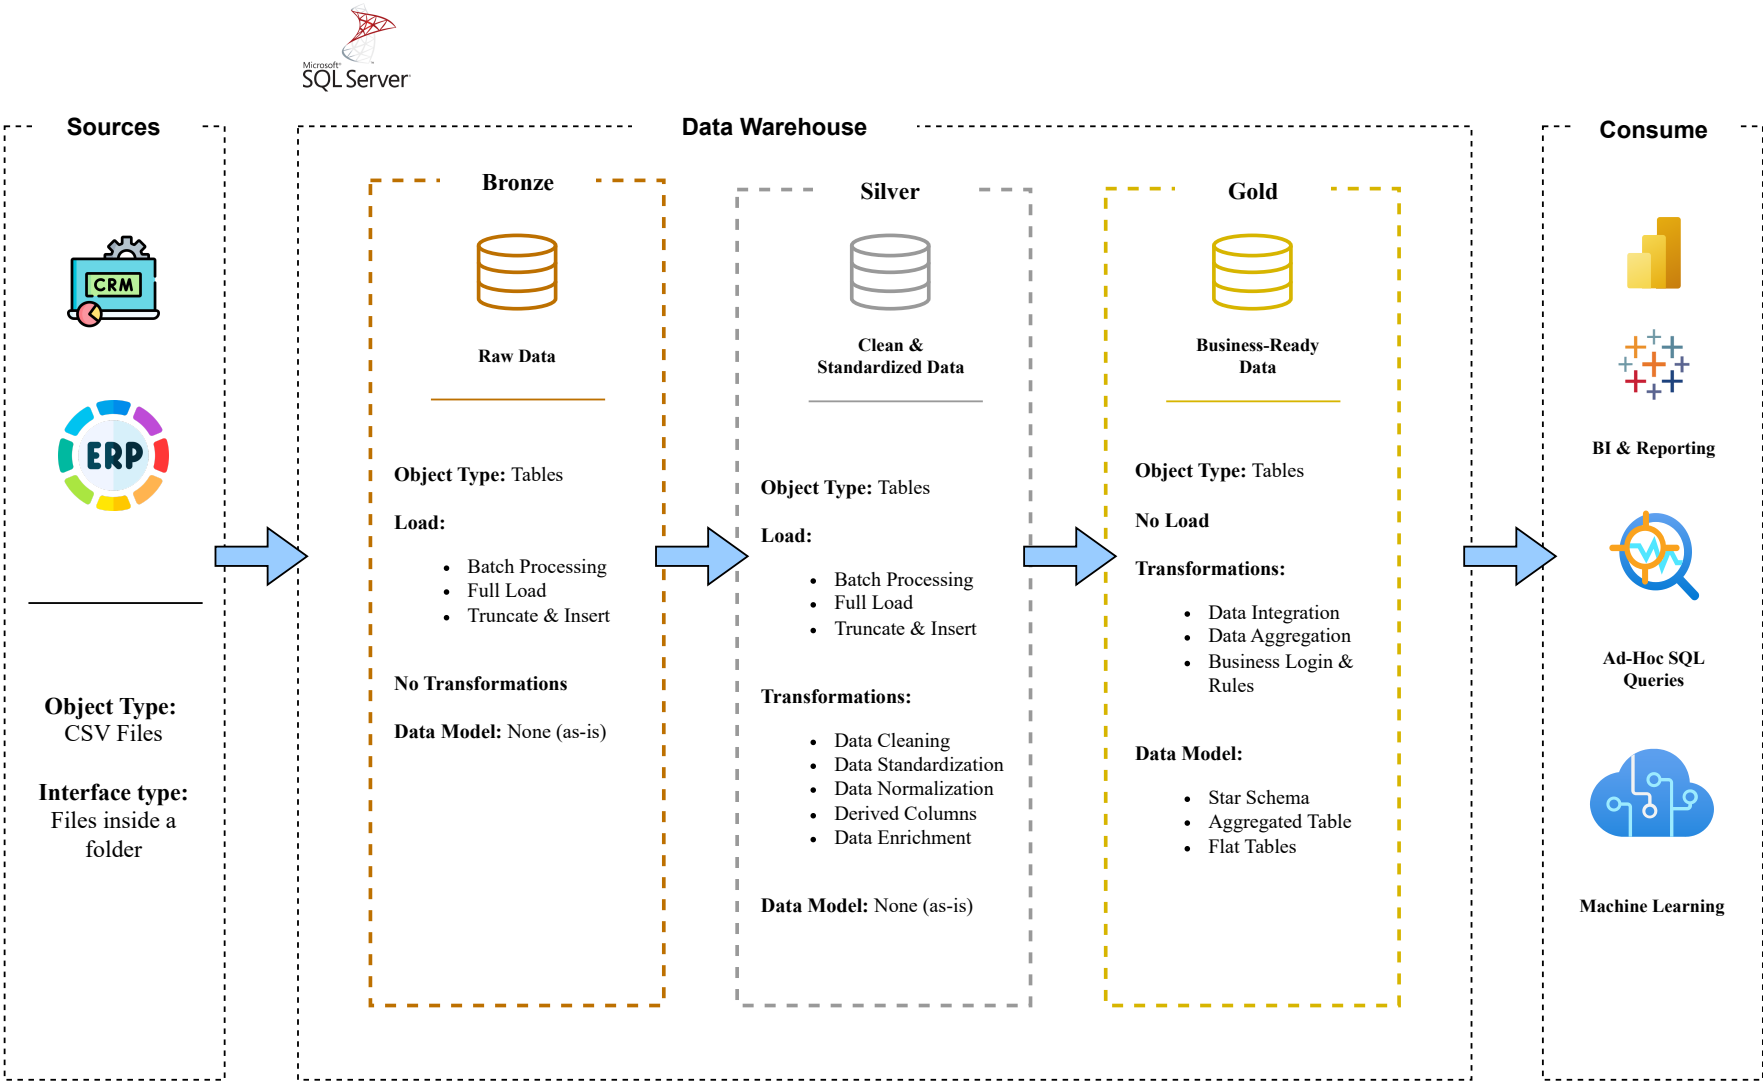 Microsoft®
SQL Server
Sources
CRM
ERP
Object Type:
CSV Files
Interface type:
Files inside a
folder
Data Warehouse
Bronze
Raw Data
Object Type: Tables
Load:
• Batch Processing
• Full Load
• Truncate & Insert
No Transformations
Data Model: None (as-is)
Silver
Clean &
Standardized Data
Object Type: Tables
Load:
• Batch Processing
• Full Load
• Truncate & Insert
Transformations:
• Data Cleaning
• Data Standardization
• Data Normalization
• Derived Columns
• Data Enrichment
Data Model: None (as-is)
Gold
Business-Ready
Data
Object Type: Tables
No Load
Transformations:
• Data Integration
• Data Aggregation
• Business Login &
Rules
Data Model:
• Star Schema
• Aggregated Table
• Flat Tables
Consume
BI & Reporting
Ad-Hoc SQL
Queries
Machine Learning